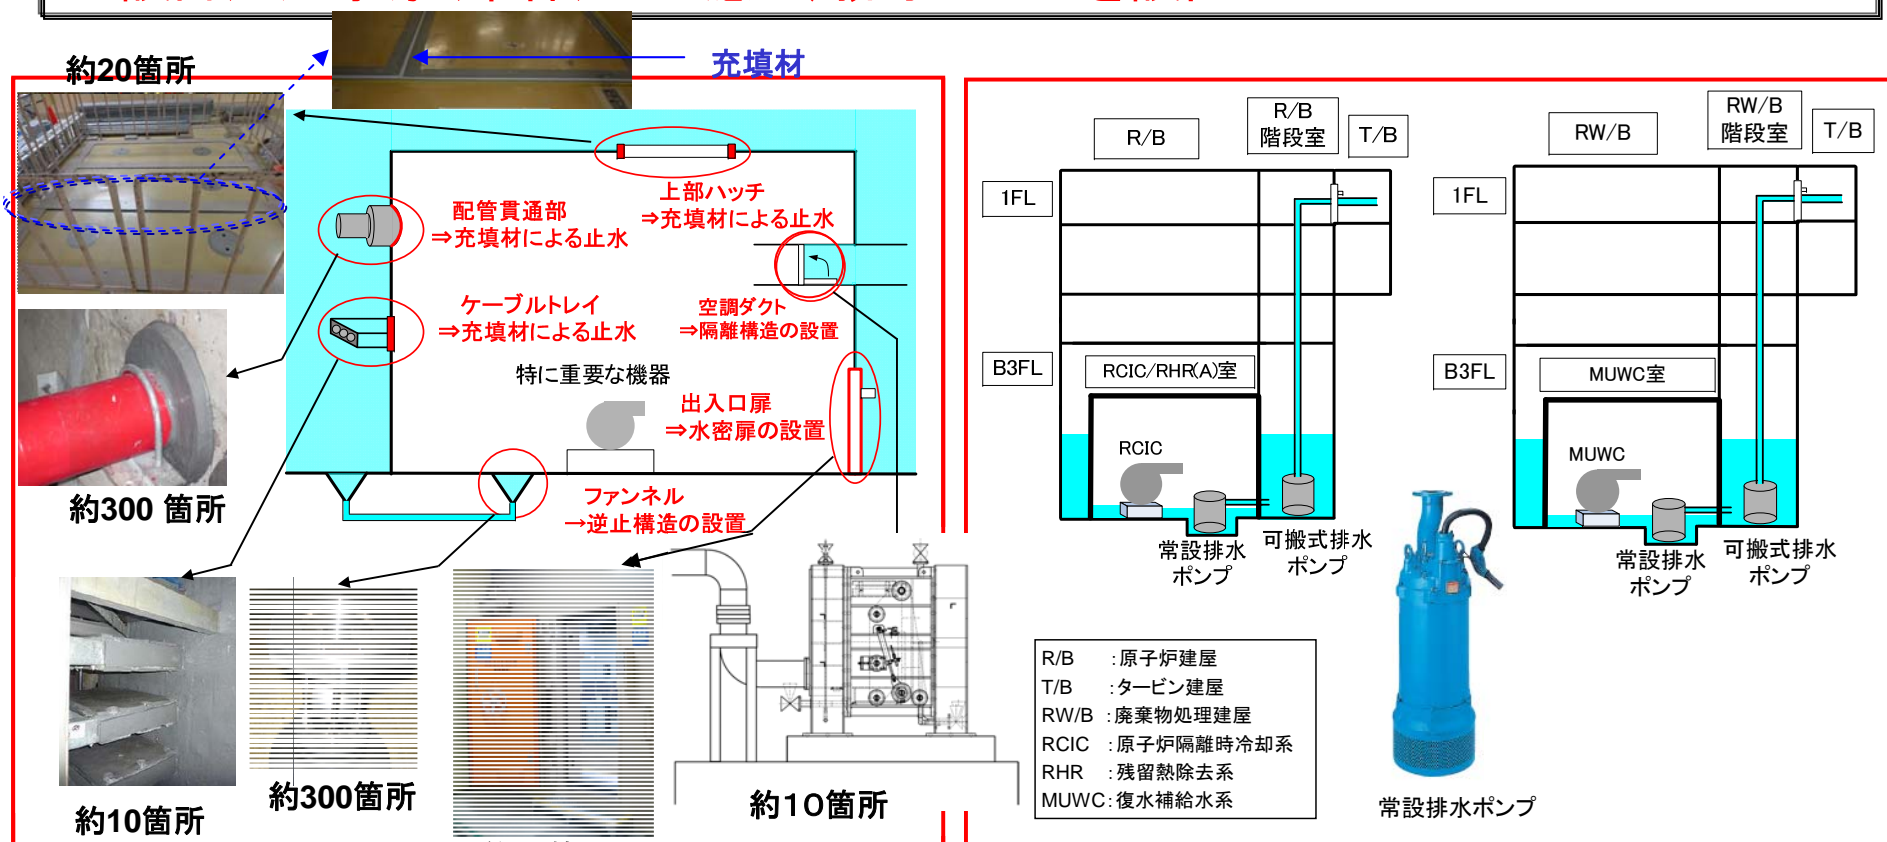 約20箇所
充填材
上部ハッチ
⇒充填材による止水
配管貫通部
⇒充填材による止水
ケーブルトレイ
⇒充填材による止水
空調ダクト
⇒隔離構造の設置
特に重要な機器
出入口扉
⇒水密扉の設置
ファンネル
→逆止構造の設置
約300 箇所
約10箇所
約300箇所
約10箇所
R/B
R/B
階段室
T/B
1FL
B3FL
RCIC/RHR(A)室
RCIC
常設排水
ポンプ
可搬式排水
ポンプ
RW/B
RW/B
階段室
T/B
1FL
B3FL
MUWC室
MUWC
常設排水
ポンプ
可搬式排水
ポンプ
R/B :原子炉建屋
T/B :タービン建屋
RW/B :廃棄物処理建屋
RCIC :原子炉隔離時冷却系
RHR :残留熱除去系
MUWC:復水補給水系
常設排水ポンプ